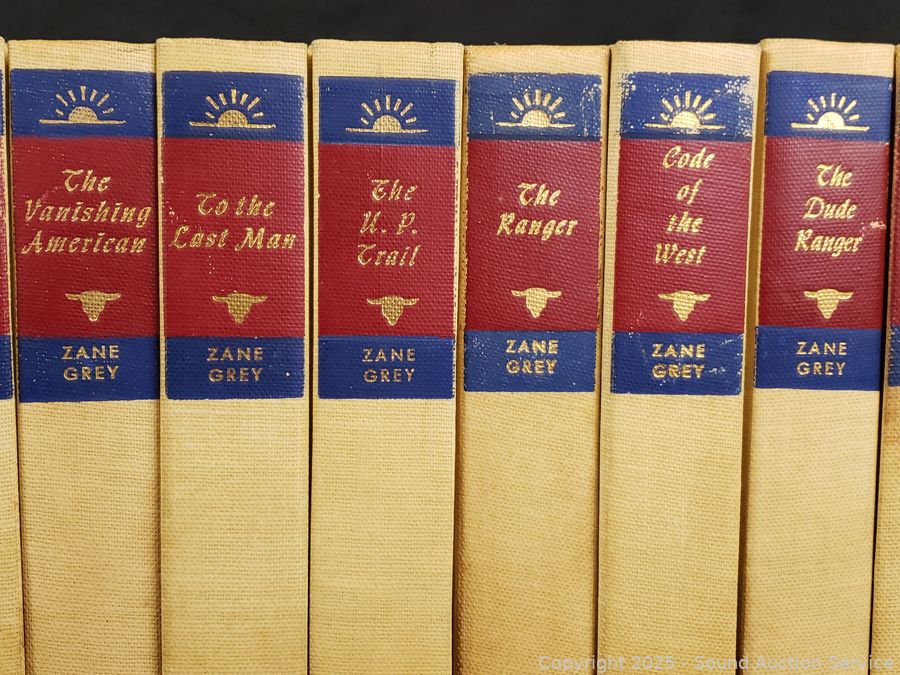 The
Vanishing
American
ZANE
GREY
To the
Last Man
ZANE
GREY
The
U. P.
Trail
ZANE
GREY
The
Ranger
ZANE
GREY
Code
of
the
West
ZANE
GREY
The
Dude
Ranger
ZANE
GREY
Copyright 2025 - Sound Auction Service